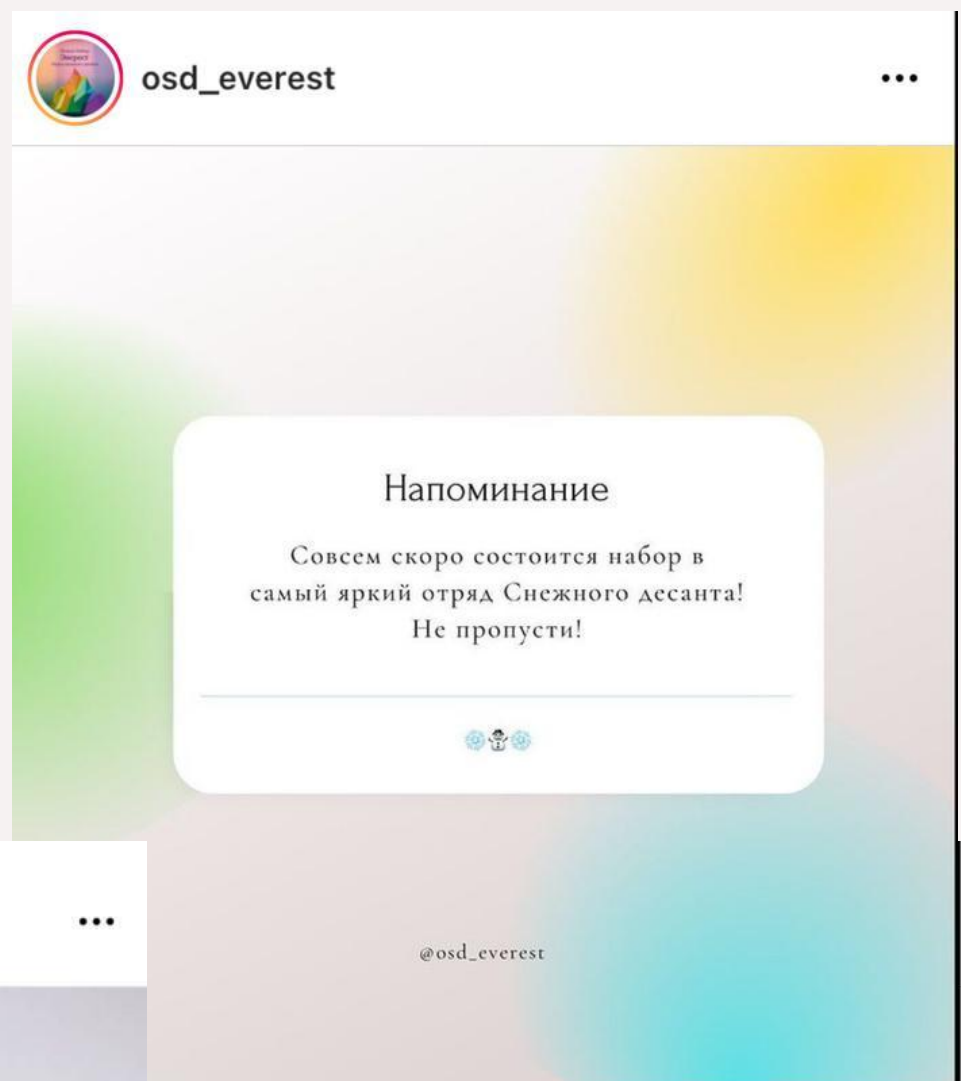 osd_everest
Напоминание
Совсем скоро состоится набор в
самый яркий отряд Снежного десанта!
Не пропусти!
@osd_everest